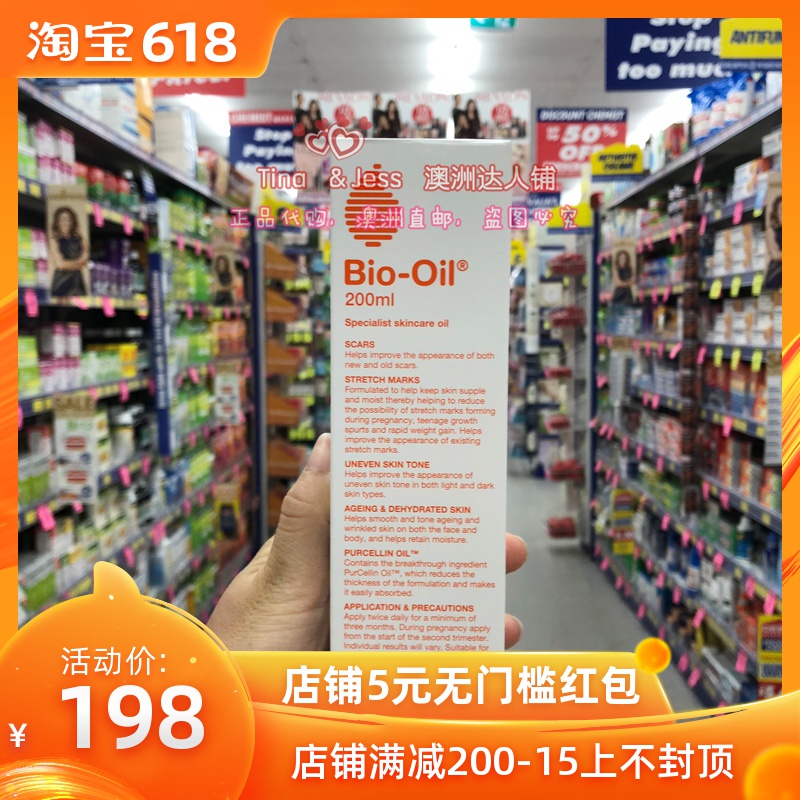 淘宝618
Stop
Paying
too muc
ANTIFUN
DISCOUNT CHEMIST
50%
OFF
Tina & Jess 澳洲达人铺
正品代购，澳洲直邮，盗图必究
Bio-Oil®
200ml
Specialist skincare oil
SCARS
Helps improve the appearance of both
new and old scars.
STRETCH MARKS
Formulated to help keep skin supple
and moist thereby helping to reduce
the possibility of stretch marks forming
during pregnancy, teenage growth
spurts and rapid weight gain. Helps
improve the appearance of existing
stretch marks.
UNEVEN SKIN TONE
Helps improve the appearance of
uneven skin tone in both light and dark
skin types.
AGEING & DEHYDRATED SKIN
Helps smooth and tone ageing and
wrinkled skin on both the face and
body, and helps retain moisture.
PURCELLIN OIL™
Contains the breakthrough ingredient
PurCellin Oil™, which reduces the
thickness of the formulation and makes
it easily absorbed.
APPLICATION & PRECAUTIONS
Apply twice daily for a minimum of
three months. During pregnancy apply
from the start of the second trimester.
Individual results will vary. Suitable for
活动价:
¥198
店铺5元无门槛红包
店铺满减200-15上不封顶